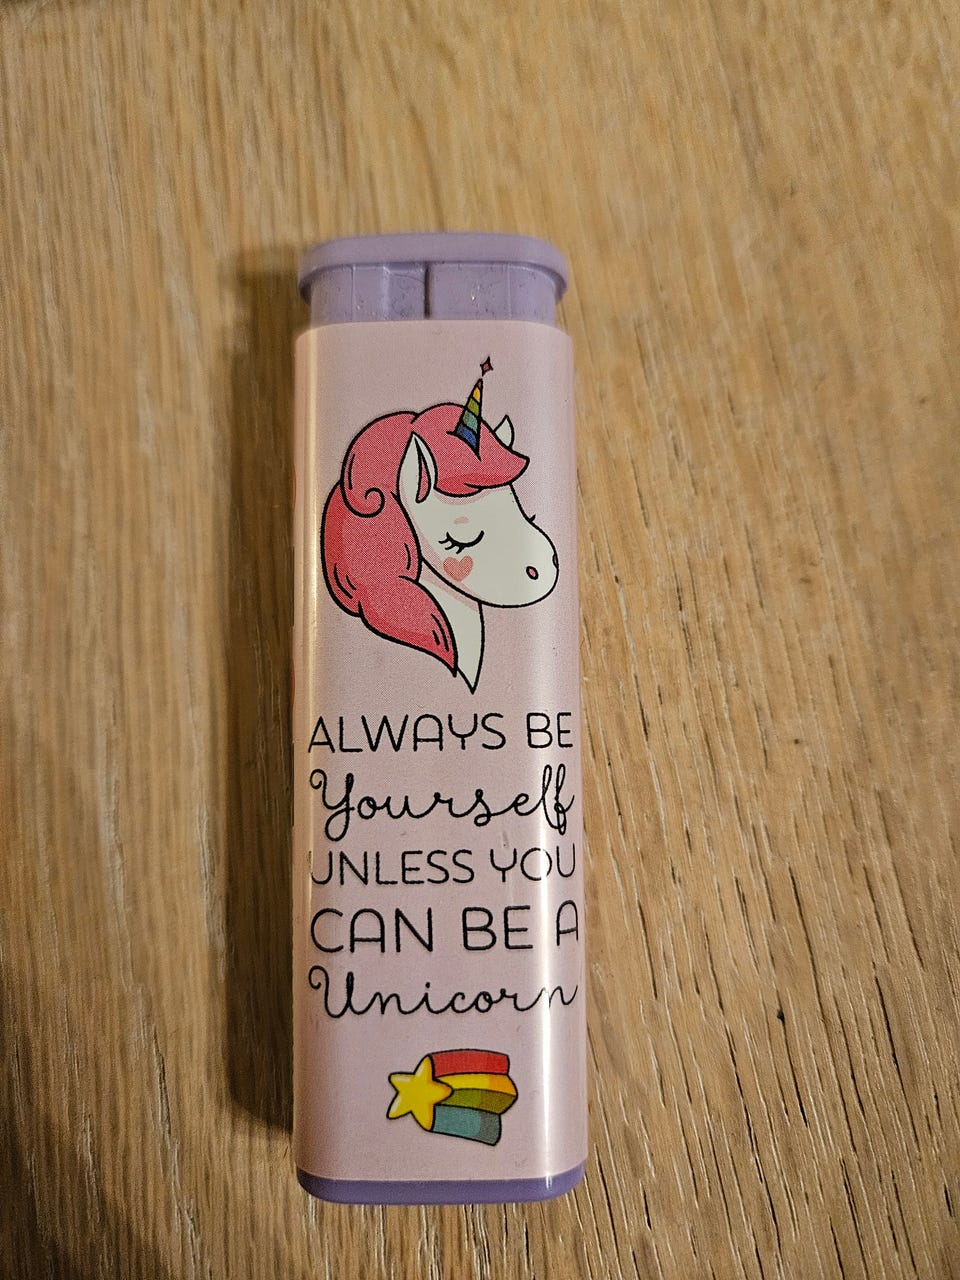 ALWAYS BE
Yourself
UNLESS YOU
CAN BE A
Unicorn